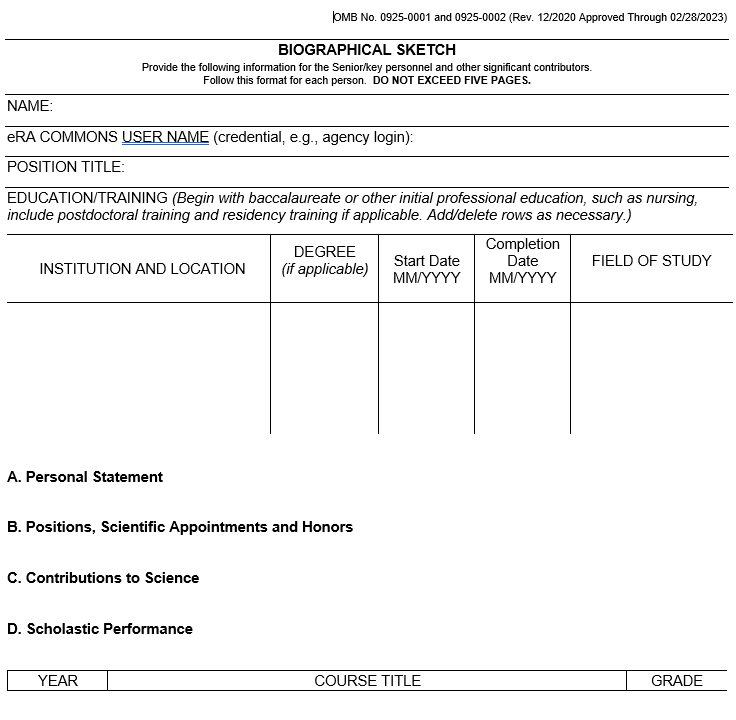 OMB No. 0925-0001 and 0925-0002 (Rev. 12/2020 Approved Through 02/28/2023)
BIOGRAPHICAL SKETCH
Provide the following information for the Senior/key personnel and other significant contributors.
Follow this format for each person. DO NOT EXCEED FIVE PAGES.
NAME:
eRA COMMONS USER NAME (credential, e.g., agency login):
POSITION TITLE:
EDUCATION/TRAINING (Begin with baccalaureate or other initial professional education, such as nursing,
include postdoctoral training and residency training if applicable. Add/delete rows as necessary.)
INSTITUTION AND LOCATION
DEGREE
(if applicable)
Start Date
MM/YYYY
Completion
Date
MM/YYYY
FIELD OF STUDY
A. Personal Statement
B. Positions, Scientific Appointments and Honors
C. Contributions to Science
D. Scholastic Performance
YEAR COURSE TITLE GRADE